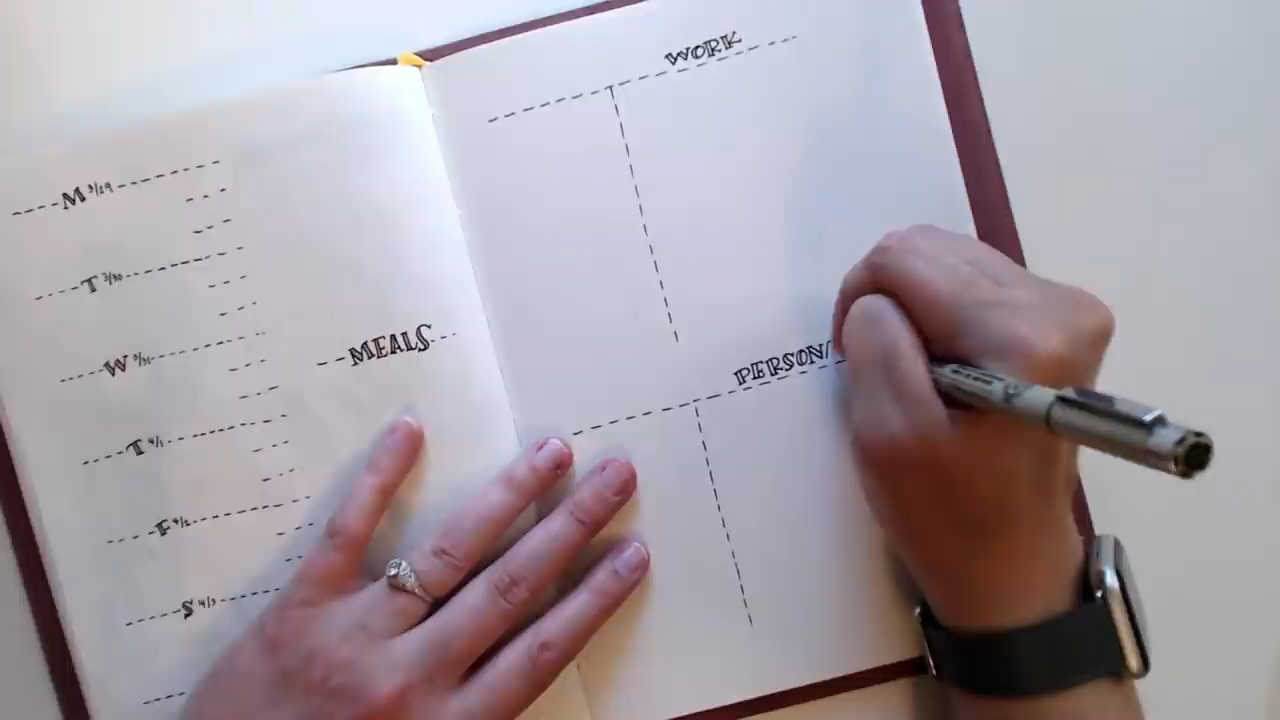 M 3/29
T 3/30
W 3/31
T 4/1
F 4/2
S 4/3
MEALS
WORK
PERSON